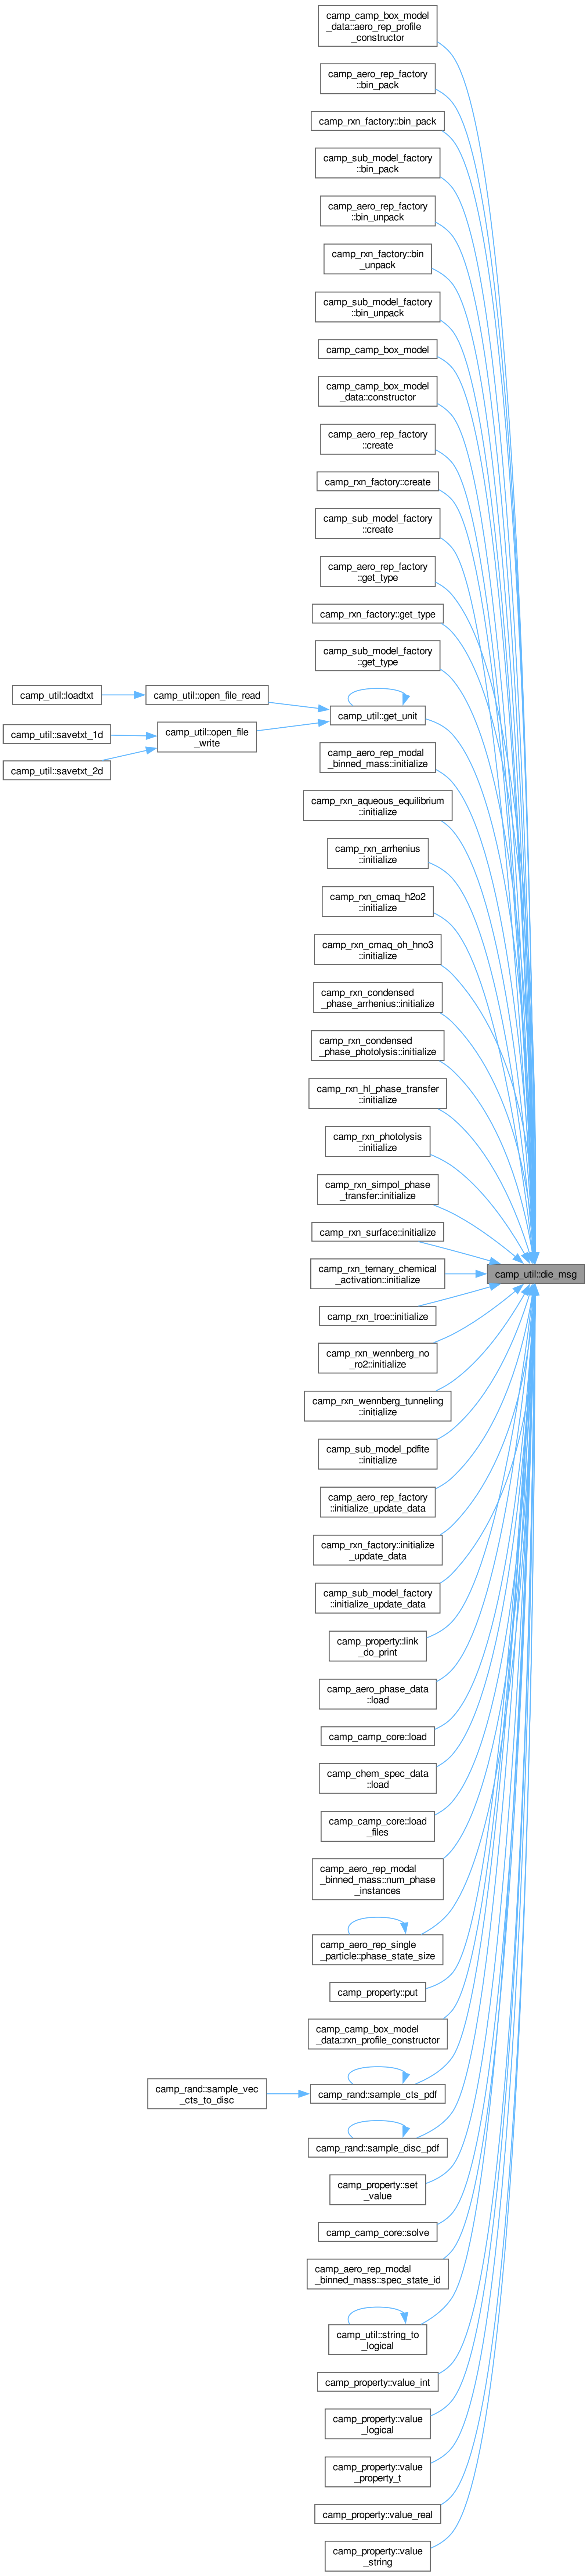 camp_camp_box_model
_data::aero_rep_profile
_constructor
camp_aero_rep_factory
::bin_pack
camp_rxn_factory::bin_pack
camp_sub_model_factory
::bin_pack
camp_aero_rep_factory
::bin_unpack
camp_rxn_factory::bin
_unpack
camp_sub_model_factory
::bin_unpack
camp_camp_box_model
camp_camp_box_model
_data::constructor
camp_aero_rep_factory
::create
camp_rxn_factory::create
camp_sub_model_factory
::create
camp_aero_rep_factory
::get_type
camp_rxn_factory::get_type
camp_sub_model_factory
::get_type
camp_util::loadtxt
camp_util::open_file_read
camp_util::get_unit
camp_util::savetxt_1d
camp_util::open_file
_write
camp_util::savetxt_2d
camp_aero_rep_modal
_binned_mass::initialize
camp_rxn_aqueous_equilibrium
::initialize
camp_rxn_arrhenius
::initialize
camp_rxn_cmaq_h2o2
::initialize
camp_rxn_cmaq_oh_hno3
::initialize
camp_rxn_condensed
_phase_arrhenius::initialize
camp_rxn_condensed
_phase_photolysis::initialize
camp_rxn_hl_phase_transfer
::initialize
camp_rxn_photolysis
::initialize
camp_rxn_simpol_phase
_transfer::initialize
camp_rxn_surface::initialize
camp_rxn_ternary_chemical
_activation::initialize
camp_util::die_msg
camp_rxn_troe::initialize
camp_rxn_wennberg_no
_ro2::initialize
camp_rxn_wennberg_tunneling
::initialize
camp_sub_model_pdfite
::initialize
camp_aero_rep_factory
::initialize_update_data
camp_rxn_factory::initialize
_update_data
camp_sub_model_factory
::initialize_update_data
camp_property::link
_do_print
camp_aero_phase_data
::load
camp_camp_core::load
camp_chem_spec_data
::load
camp_camp_core::load
_files
camp_aero_rep_modal
_binned_mass::num_phase
_instances
camp_aero_rep_single
_particle::phase_state_size
camp_property::put
camp_camp_box_model
_data::rxn_profile_constructor
camp_rand::sample_vec
_cts_to_disc
camp_rand::sample_cts_pdf
camp_rand::sample_disc_pdf
camp_property::set
_value
camp_camp_core::solve
camp_aero_rep_modal
_binned_mass::spec_state_id
camp_util::string_to
_logical
camp_property::value_int
camp_property::value
_logical
camp_property::value
_property_t
camp_property::value_real
camp_property::value
_string